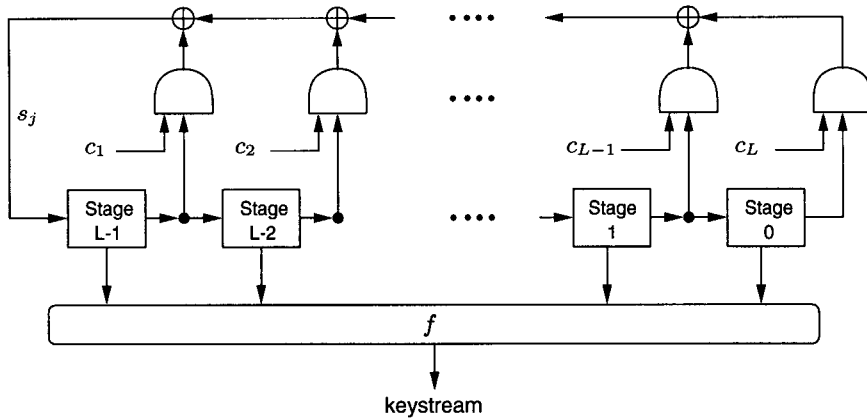 s_j
c_1
c_2
c_{L-1}
c_L
Stage
L-1
Stage
L-2
Stage
1
Stage
0
f
keystream